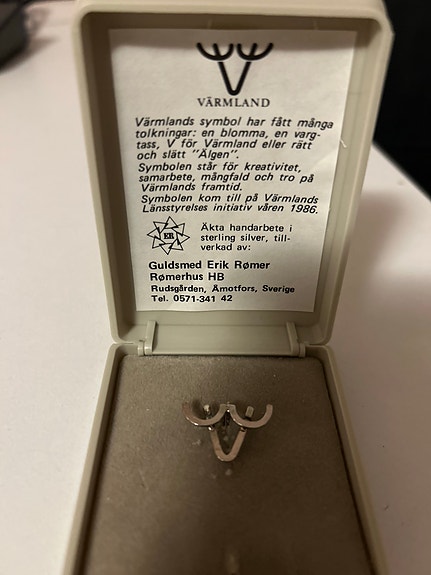 VÄRMLAND
Värmlands symbol har fått många
tolkningar: en blomma, en varg-
tass, V för Värmland eller rätt
och slätt "Älgen".
Symbolen står för kreativitet,
samarbete, mångfald och tro på
Värmlands framtid.
Symbolen kom till på Värmlands
Länsstyrelses initiativ våren 1986.
ER
Äkta handarbete i
sterling silver, till-
verkad av:
Guldsmed Erik Rømer
Rømerhus HB
Rudsgården, Åmotfors, Sverige
Tel. 0571-341 42